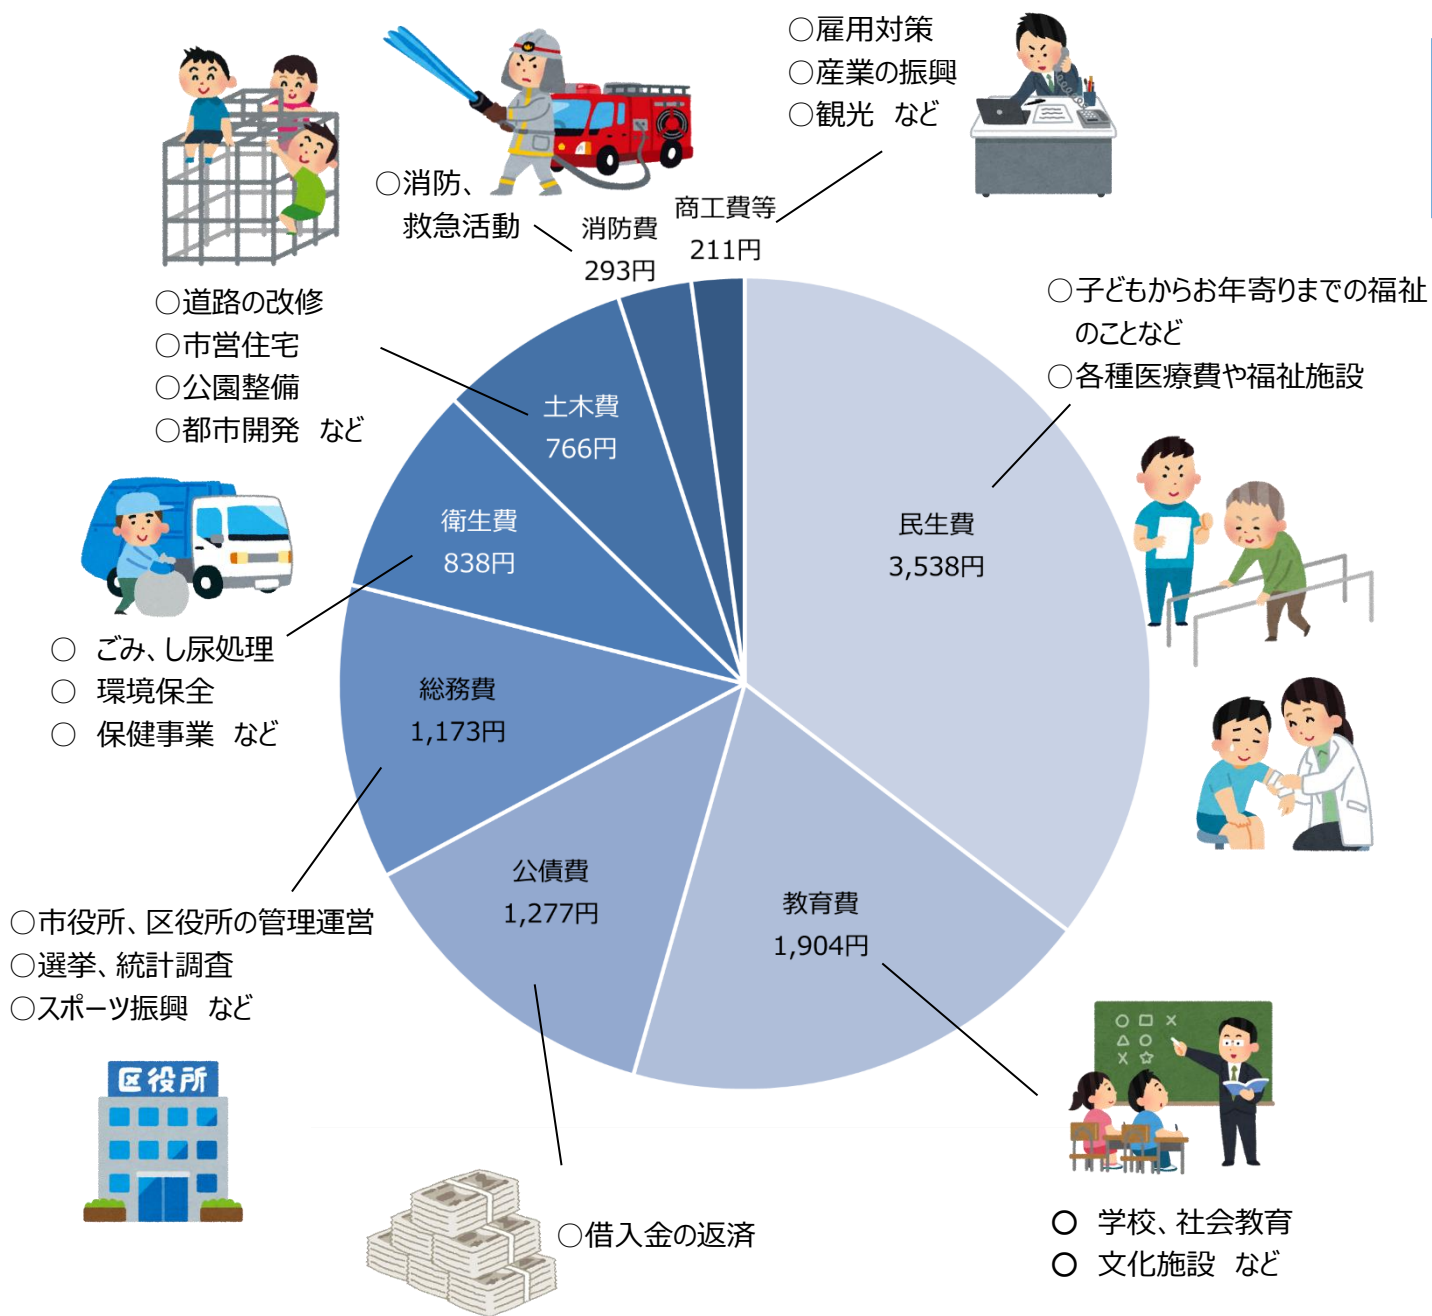 ○雇用対策
○産業の振興
○観光 など
○消防、
救急活動
消防費
293円
商工費等
211円
○道路の改修
○市営住宅
○公園整備
○都市開発 など
○子どもからお年寄りまでの福祉
のことなど
○各種医療費や福祉施設
土木費
766円
衛生費
838円
民生費
3,538円
○ ごみ、し尿処理
○ 環境保全
○ 保健事業 など
総務費
1,173円
公債費
1,277円
教育費
1,904円
○市役所、区役所の管理運営
○選挙、統計調査
○スポーツ振興 など
区役所
○借入金の返済
○ 学校、社会教育
○ 文化施設 など